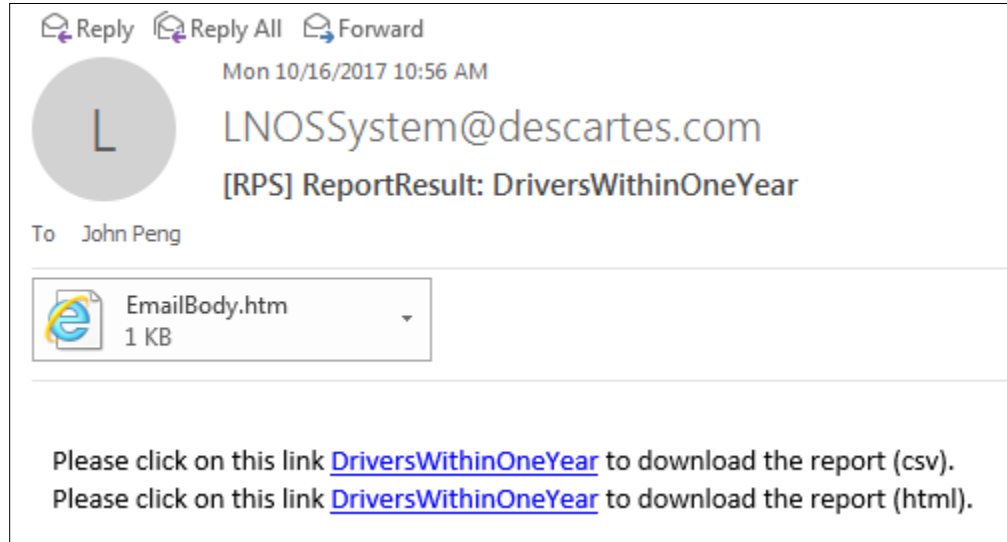 Reply Reply All Forward
Mon 10/16/2017 10:56 AM
L
LNOSSystem@descartes.com
[RPS] ReportResult: DriversWithinOneYear
To John Peng
EmailBody.htm
1 KB
Please click on this link DriversWithinOneYear to download the report (csv).
Please click on this link DriversWithinOneYear to download the report (html).